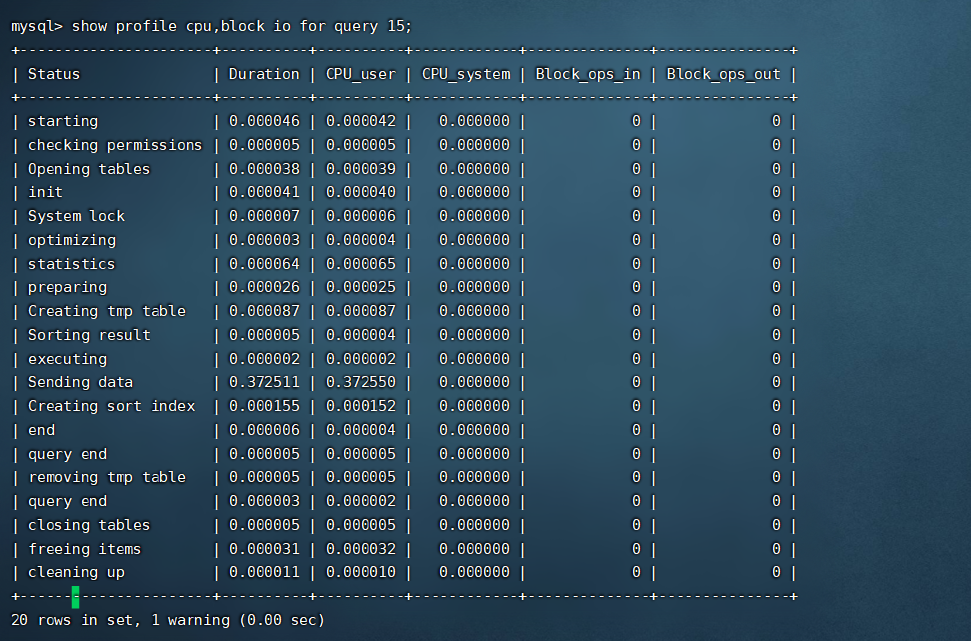 mysql> show profile cpu,block io for query 15;
+----------------------+----------+----------+------------+--------------+---------------+
| Status               | Duration | CPU_user | CPU_system | Block_ops_in | Block_ops_out |
+----------------------+----------+----------+------------+--------------+---------------+
| starting             | 0.000046 | 0.000042 |   0.000000 |            0 |             0 |
| checking permissions | 0.000005 | 0.000005 |   0.000000 |            0 |             0 |
| Opening tables       | 0.000038 | 0.000039 |   0.000000 |            0 |             0 |
| init                 | 0.000041 | 0.000040 |   0.000000 |            0 |             0 |
| System lock          | 0.000007 | 0.000006 |   0.000000 |            0 |             0 |
| optimizing           | 0.000003 | 0.000004 |   0.000000 |            0 |             0 |
| statistics           | 0.000064 | 0.000065 |   0.000000 |            0 |             0 |
| preparing            | 0.000026 | 0.000025 |   0.000000 |            0 |             0 |
| Creating tmp table   | 0.000087 | 0.000087 |   0.000000 |            0 |             0 |
| Sorting result       | 0.000005 | 0.000004 |   0.000000 |            0 |             0 |
| executing            | 0.000002 | 0.000002 |   0.000000 |            0 |             0 |
| Sending data         | 0.372511 | 0.372550 |   0.000000 |            0 |             0 |
| Creating sort index  | 0.000155 | 0.000152 |   0.000000 |            0 |             0 |
| end                  | 0.000006 | 0.000004 |   0.000000 |            0 |             0 |
| query end            | 0.000005 | 0.000005 |   0.000000 |            0 |             0 |
| removing tmp table   | 0.000005 | 0.000005 |   0.000000 |            0 |             0 |
| query end            | 0.000003 | 0.000002 |   0.000000 |            0 |             0 |
| closing tables       | 0.000005 | 0.000005 |   0.000000 |            0 |             0 |
| freeing items        | 0.000031 | 0.000032 |   0.000000 |            0 |             0 |
| cleaning up          | 0.000011 | 0.000010 |   0.000000 |            0 |             0 |
+----------------------+----------+----------+------------+--------------+---------------+
20 rows in set, 1 warning (0.00 sec)